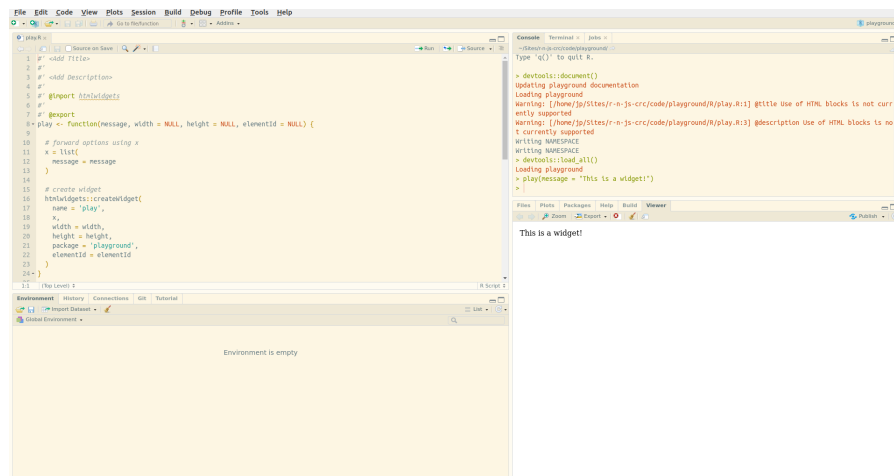 File Edit Code View Plots Session Build Debug Profile Tools Help
Go to file/function Addins
playground
play.R
Source on Save Run Source
1 #' <Add Title>
2 #'
3 #' <Add Description>
4 #'
5 #' @import htmlwidgets
6 #'
7 #' @export
8 play <- function(message, width = NULL, height = NULL, elementId = NULL) {
9
10 # forward options using x
11 x = list(
12 message = message
13 )
14
15 # create widget
16 htmlwidgets::createWidget(
17 name = 'play',
18 x,
19 width = width,
20 height = height,
21 package = 'playground',
22 elementId = elementId
23 )
24 }
1:1 (Top Level) R Script
Environment History Connections Git Tutorial
Import Dataset List
Global Environment
Environment is empty
Console Terminal Jobs
~/Sites/r-n-js-crc/code/playground/
Type 'q()' to quit R.
> devtools::document()
Updating playground documentation
Loading playground
Warning: [/home/jp/Sites/r-n-js-crc/code/playground/R/play.R:1] @title Use of HTML blocks is not curr
ently supported
Warning: [/home/jp/Sites/r-n-js-crc/code/playground/R/play.R:3] @description Use of HTML blocks is no
t currently supported
Writing NAMESPACE
Writing NAMESPACE
> devtools::load_all()
Loading playground
> play(message = "This is a widget!")
>
Files Plots Packages Help Build Viewer
Zoom Export Publish
This is a widget!